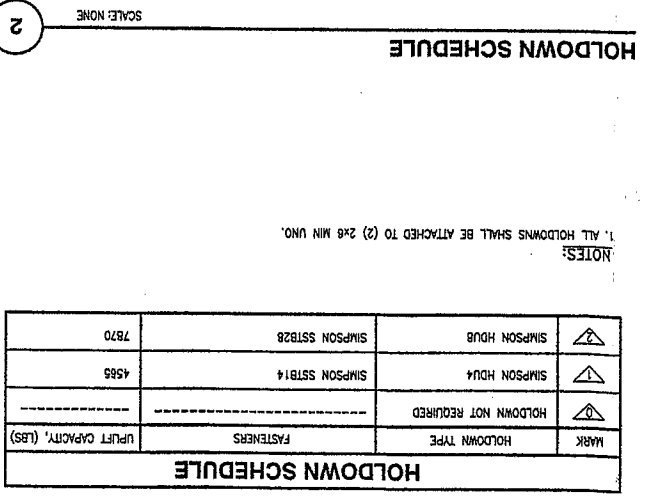 HOLDOWN SCHEDULE
MARK HOLDOWN TYPE FASTENERS UPLIFT CAPACITY, (LBS)
0 HOLDOWN NOT REQUIRED ---------------------- --------------
1 SIMPSON HDU4 SIMPSON SSTB14 4565
2 SIMPSON HDU8 SIMPSON SSTB28 7870
NOTES:
1. ALL HOLDOWNS SHALL BE ATTACHED TO (2) 2x6 MIN UNO.
HOLDOWN SCHEDULE
SCALE: NONE
2